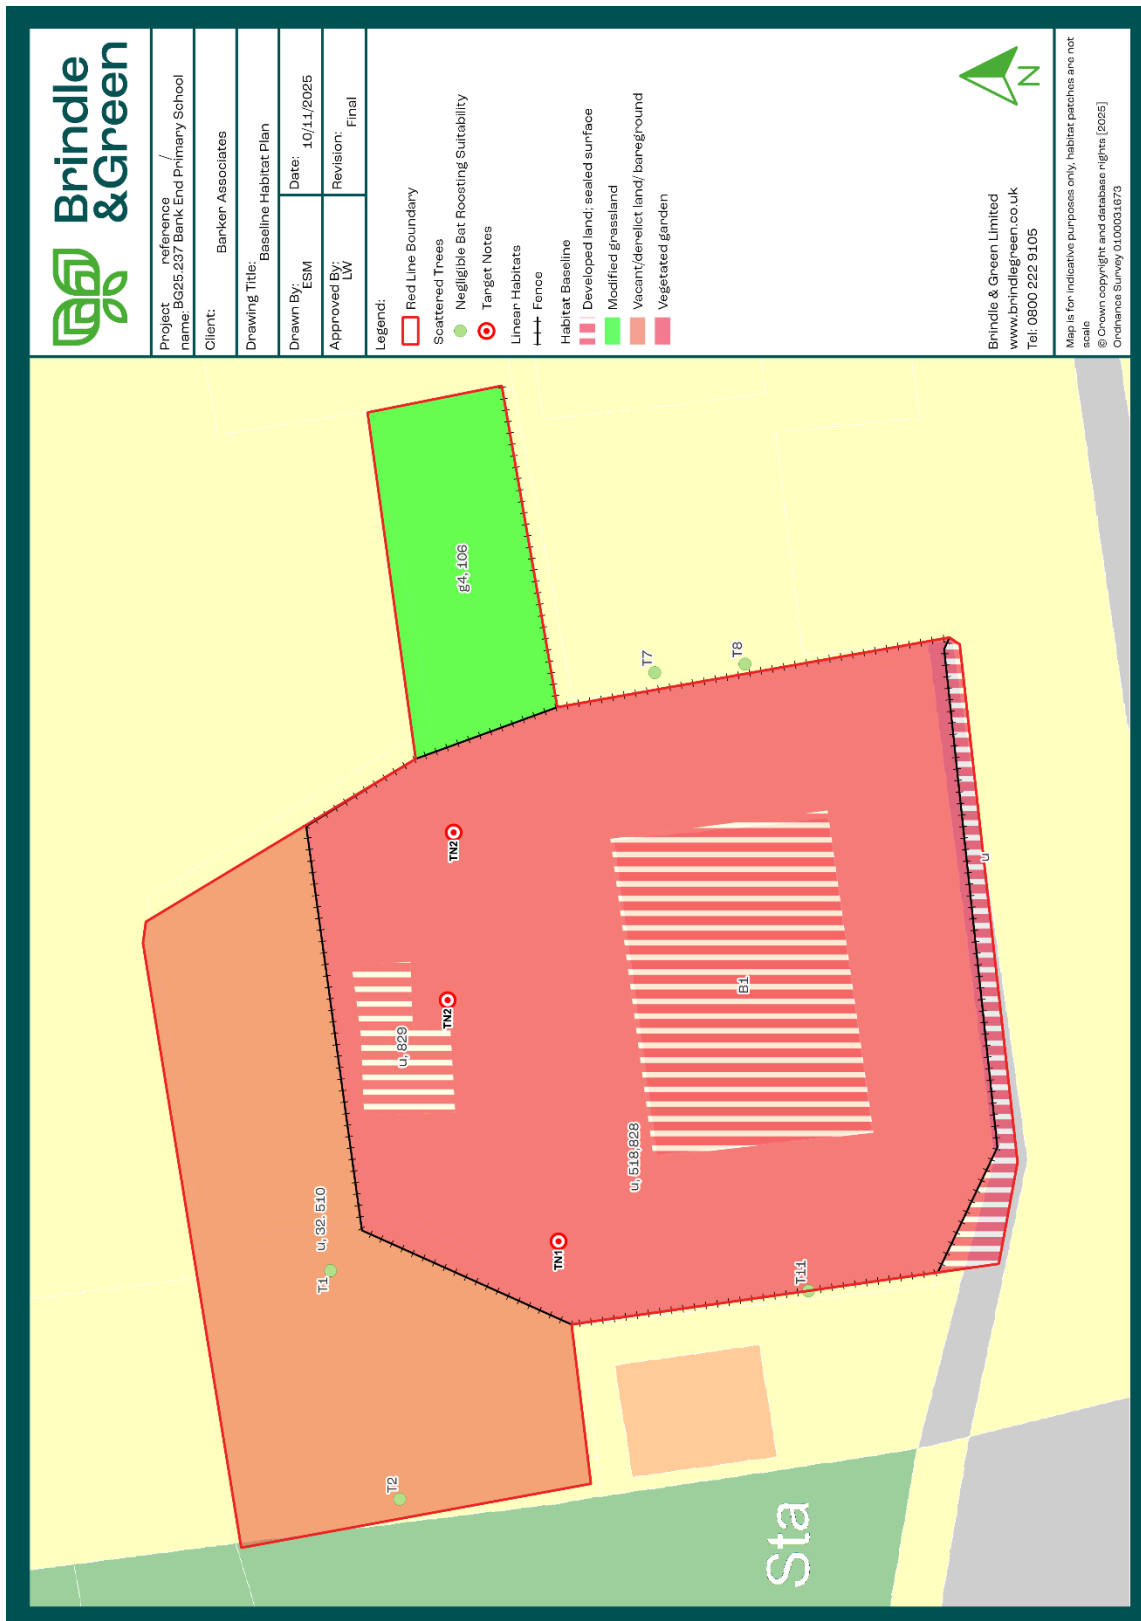 Brindle
&Green
Project reference /
name: BG25.237 Bank End Primary School
Client:
Banker Associates
Drawing Title:
Baseline Habitat Plan
Drawn By:
ESM
Date:
10/11/2025
Approved By:
LW
Revision:
Final
Legend:
Red Line Boundary
Scattered Trees
Negligible Bat Roosting Suitability
Target Notes
Linear Habitats
Fence
Habitat Baseline
Developed land; sealed surface
Modified grassland
Vacant/derelict land/ bareground
Vegetated garden
N
Brindle & Green Limited
www.brindlegreen.co.uk
Tel: 0800 222 9105
Map is for indicative purposes only, habitat patches are not
scale
© Crown copyright and database rights [2025]
Ordnance Survey 0100031673
g4, 106
T7
T8
TN2
TN2
u, 829
B1
u
u, 518,828
u, 32. 510
T1
TN1
T11
T2
Sta